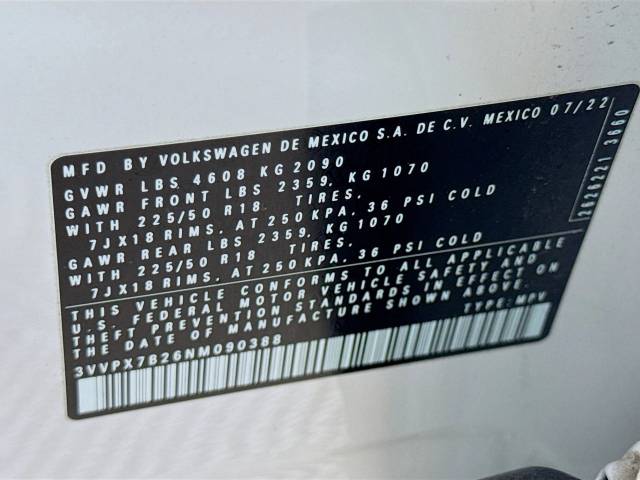 MFD BY VOLKSWAGEN DE MEXICO S.A. DE C.V. MEXICO 07/22
GVWR LBS 4608 KG 2090
GAWR FRONT LBS 2359, KG 1070
WITH 225/50 R18 TIRES,
7JX18 RIMS, AT 250 KPA, 36 PSI COLD
GAWR REAR LBS 2359, KG 1070
WITH 225/50 R18 TIRES,
7JX18 RIMS, AT 250 KPA, 36 PSI COLD
THIS VEHICLE CONFORMS TO ALL APPLICABLE
U.S. FEDERAL MOTOR VEHICLE SAFETY AND
THEFT PREVENTION STANDARDS IN EFFECT ON
THE DATE OF MANUFACTURE SHOWN ABOVE.
3VVPX7B26NM090388 TYPE: MPV
2626221 3660